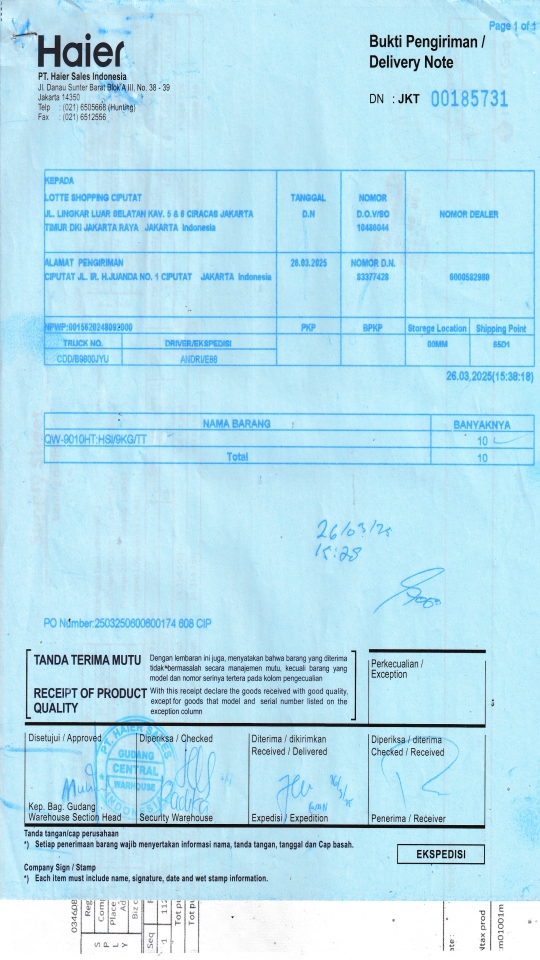 Page 1 of 1
Haier
Bukti Pengiriman /
Delivery Note
PT. Haier Sales Indonesia
Jl. Danau Sunter Barat Blok A III, No. 38 - 39
Jakarta 14350
Telp : (021) 6505668 (Hunting)
Fax : (021) 6512556
DN : JKT 00185731
KEPADA
LOTTE SHOPPING CIPUTAT
JL. LINGKAR LUAR SELATAN KAV. 5 & 6 CIRACAS JAKARTA
TIMUR DKI JAKARTA RAYA JAKARTA Indonesia
TANGGAL
D.N
NOMOR
D.O.V/SO
NOMOR DEALER
ALAMAT PENGIRIMAN
CIPUTAT JL. IR. H.JUANDA NO. 1 CIPUTAT JAKARTA Indonesia
26.03.2025
NOMOR D.N.
83377428
6000582980
PKP
BPKP
Storege Location
Shipping Point
00MM
65D1
TRUCK NO.
DRIVER/EKSPEDISI
CDD/B9800JYU
26.03.2025(15:38:18)
NAMA BARANG
BANYAKNYA
QW-9010HT:HSI/9KG/TT
10
Total
10
26/03/25
15:28
PO Number:2503250600600174 608 CIP
TANDA TERIMA MUTU
Dengan lembaran ini juga, menyatakan bahwa barang yang diterima
tidak bermasalah secara manajemen mutu, kecuali barang yang
model dan nomor serinya tertera pada kolom pengecualian
RECEIPT OF PRODUCT
QUALITY
With this receipt declare the goods received with good quality,
except for goods that model and serial number listed on the
exception column
Perkecualian /
Exception
Disetujui / Approved
Diperiksa / Checked
Diterima / dikirimkan
Received / Delivered
Diperiksa / diterima
Checked / Received
PT. HAIER SALES
GUDANG
CENTRAL
WAREHOUSE
INDONESIA
Kep. Bag. Gudang
Warehouse Section Head
Security Warehouse
Expedisi / Expedition
Penerima / Receiver
Tanda tangan/cap perusahaan
*) Setiap penerimaan barang wajib menyertakan informasi nama, tanda tangan, tanggal dan Cap basah.
EKSPEDISI
Company Sign / Stamp
*) Each item must include name, signature, date and wet stamp information.